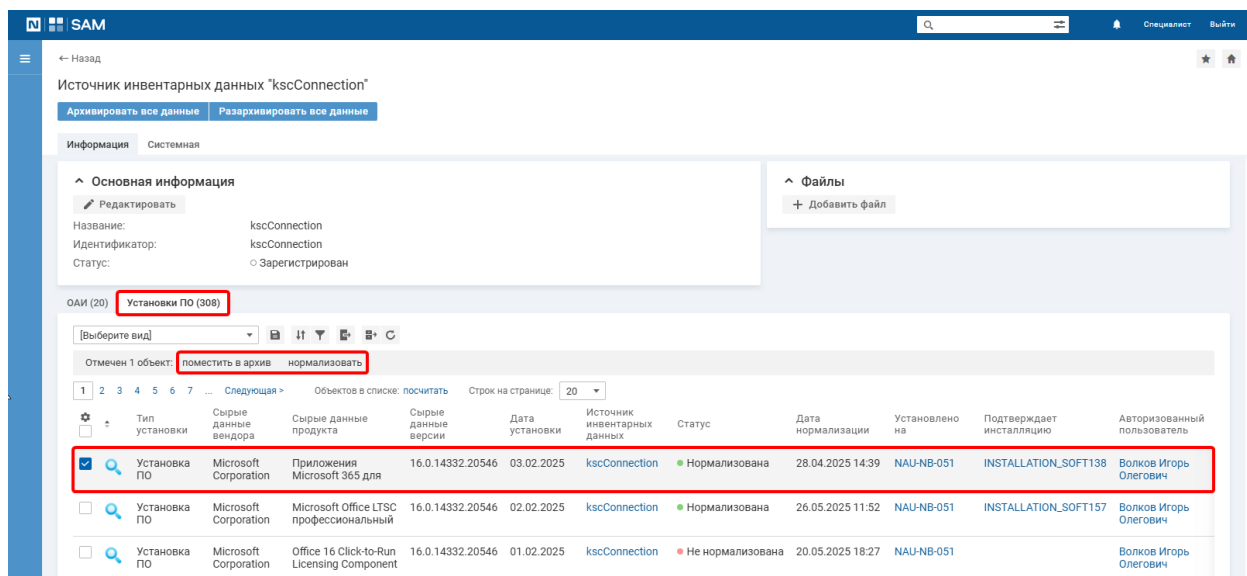 N SAM Специалист Выйти
← Назад
Источник инвентарных данных "kscConnection"
Архивировать все данные Разархивировать все данные
Информация Системная
Основная информация
Редактировать
Название: kscConnection
Идентификатор: kscConnection
Статус: Зарегистрирован
Файлы
+ Добавить файл
ОАИ (20) Установки ПО (308)
[Выберите вид]
Отмечен 1 объект: поместить в архив нормализовать
1 2 3 4 5 6 7 ... Следующая > Объектов в списке: посчитать Строк на странице: 20
Тип установки
Сырые данные вендора
Сырые данные продукта
Сырые данные версии
Дата установки
Источник инвентарных данных
Статус
Дата нормализации
Установлено на
Подтверждает инсталляцию
Авторизованный пользователь
Установка Microsoft Приложения 16.0.14332.20546 03.02.2025 kscConnection Нормализована 28.04.2025 14:39 NAU-NB-051 INSTALLATION_SOFT138 Волков Игорь
ПО Corporation Microsoft 365 для Олегович
Установка Microsoft Microsoft Office LTSC 16.0.14332.20546 02.02.2025 kscConnection Нормализована 26.05.2025 11:52 NAU-NB-051 INSTALLATION_SOFT157 Волков Игорь
ПО Corporation профессиональный Олегович
Установка Microsoft Office 16 Click-to-Run 16.0.14332.20546 01.02.2025 kscConnection Не нормализована 20.05.2025 18:27 NAU-NB-051 Волков Игорь
ПО Corporation Licensing Component Олегович